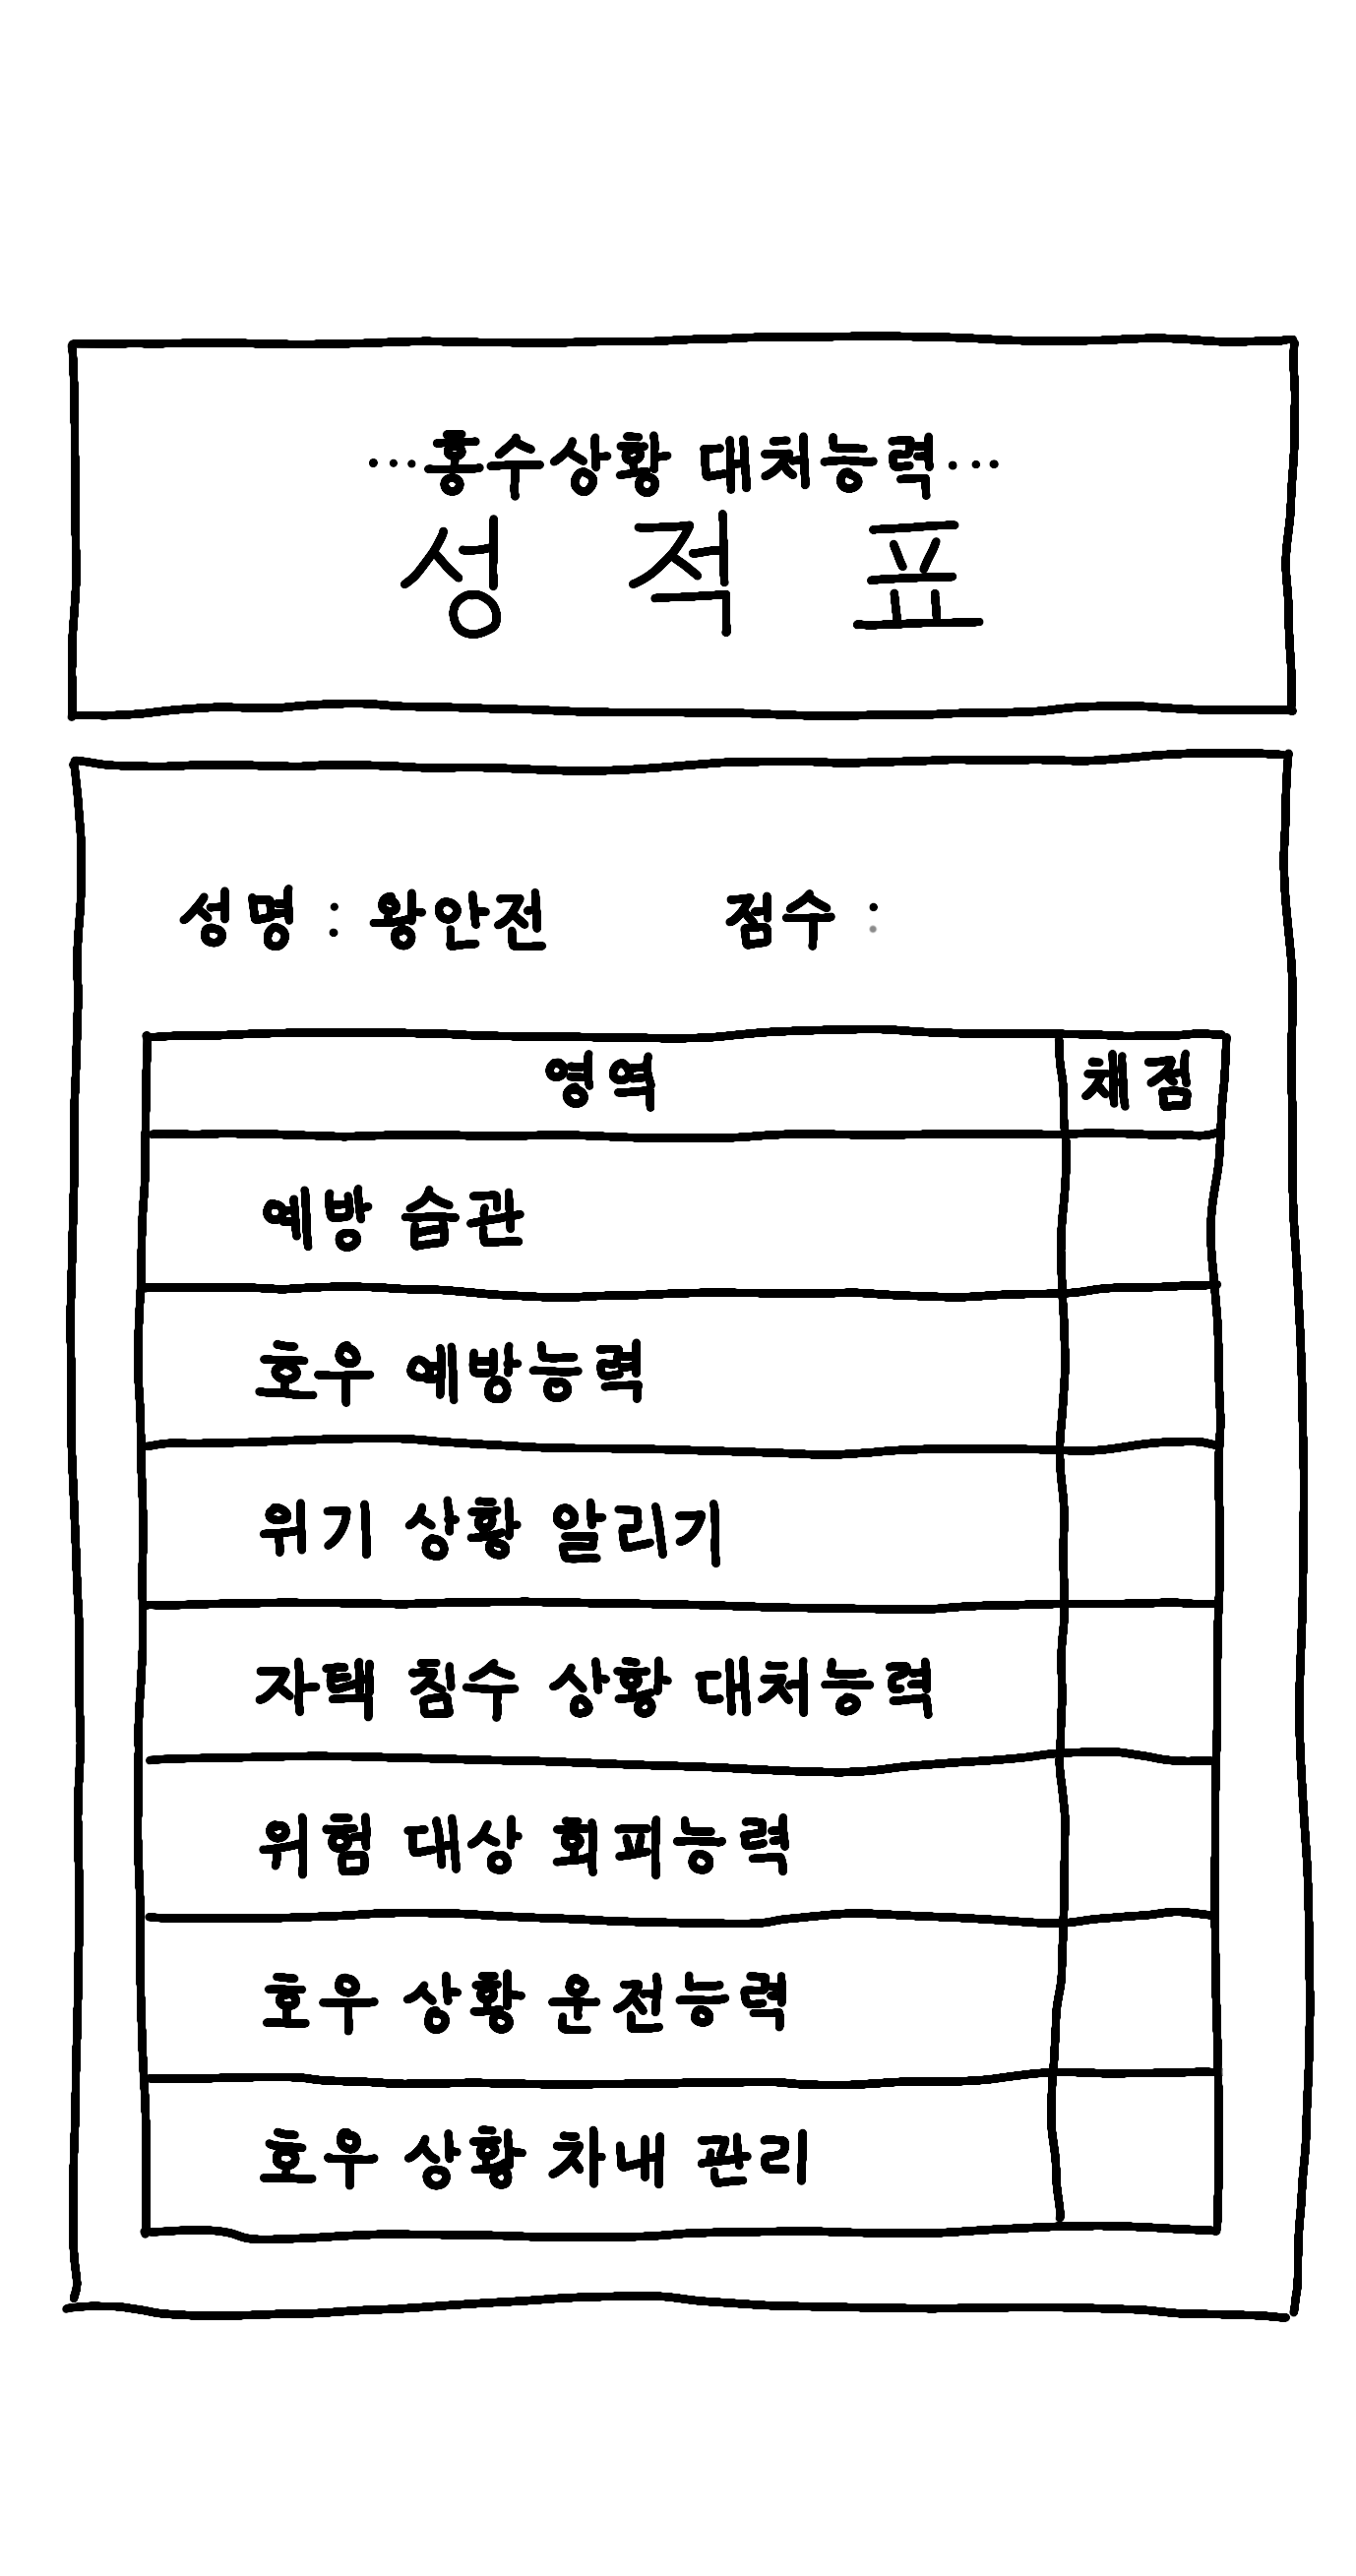 ...홍수상황 대처능력....
성 적 표
성명 : 왕안전 점수 :
영역 채점
예방 습관
호우 예방능력
위기 상황 알리기
자택 침수 상황 대처능력
위험 대상 회피능력
호우 상황 운전능력
호우 상황 차내 관리